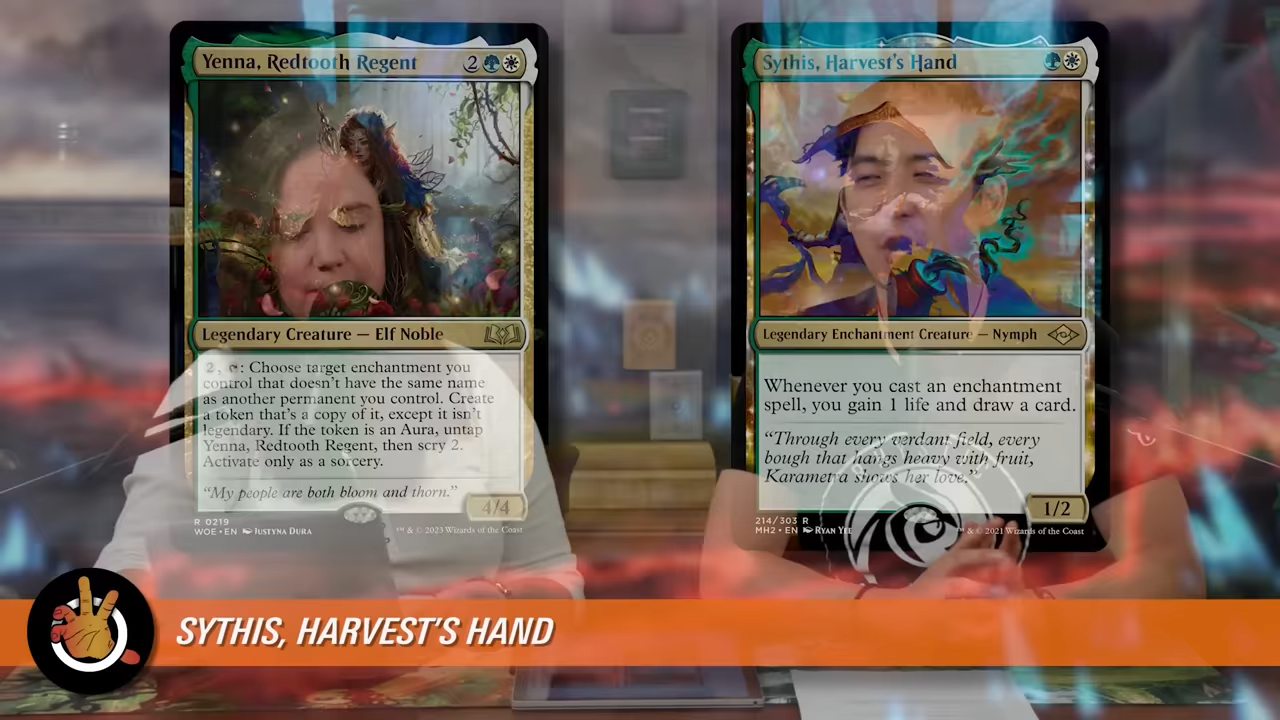 Yenna, Redtooth Regent 2
Legendary Creature — Elf Noble
2, T: Choose target enchantment you
control that doesn't have the same name
as another permanent you control. Create
a token that's a copy of it, except it isn't
legendary. If the token is an Aura, untap
Yenna, Redtooth Regent, then scry 2.
Activate only as a sorcery.
"My people are both bloom and thorn."
4/4
R 0219
WOE • EN JUSTYNA DURA
™ & © 2023 Wizards of the Coast
Sythis, Harvest's Hand
Legendary Enchantment Creature — Nymph
Whenever you cast an enchantment
spell, you gain 1 life and draw a card.
"Through every verdant field, every
bough that hangs heavy with fruit,
Karametra shows her love."
1/2
214/303 R
MH2 • EN RYAN YEE
™ & © 2021 Wizards of the Coast
SYTHIS, HARVEST'S HAND